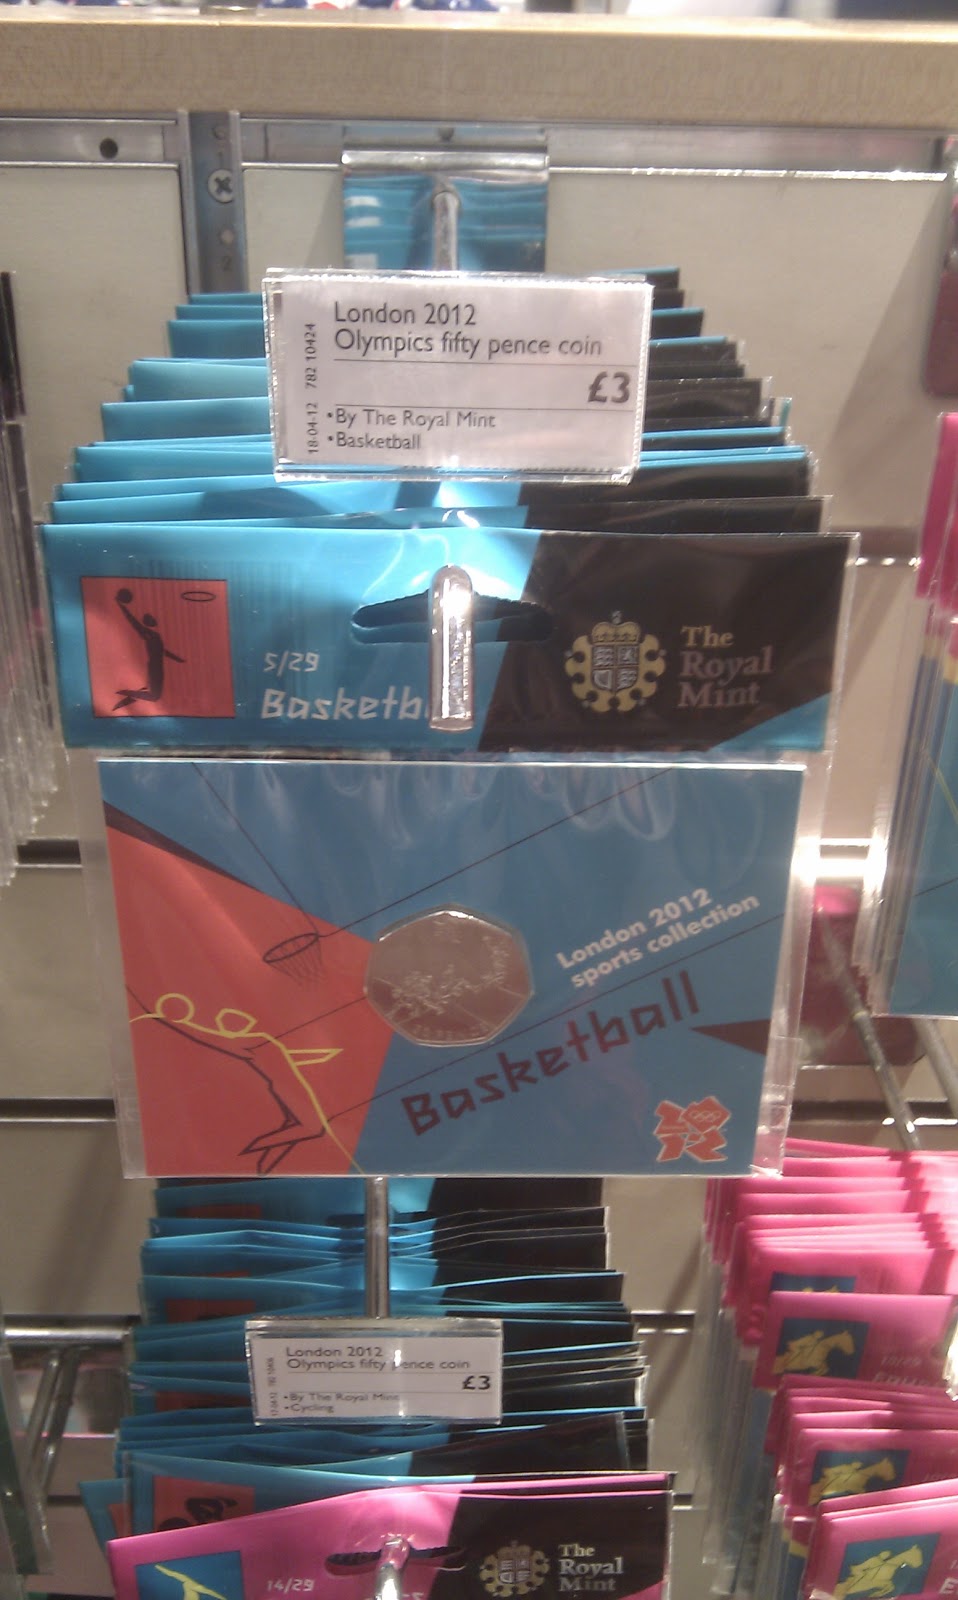 London 2012
Olympics fifty pence coin
£3
•By The Royal Mint
•Basketball
18-04-12 782 10424
5/29
Basketb
The
Royal
Mint
London 2012
sports collection
Basketball
London 2012
Olympics fifty pence coin
£3
•By The Royal Mint
•Cycling
14/29
The
Royal
Mint